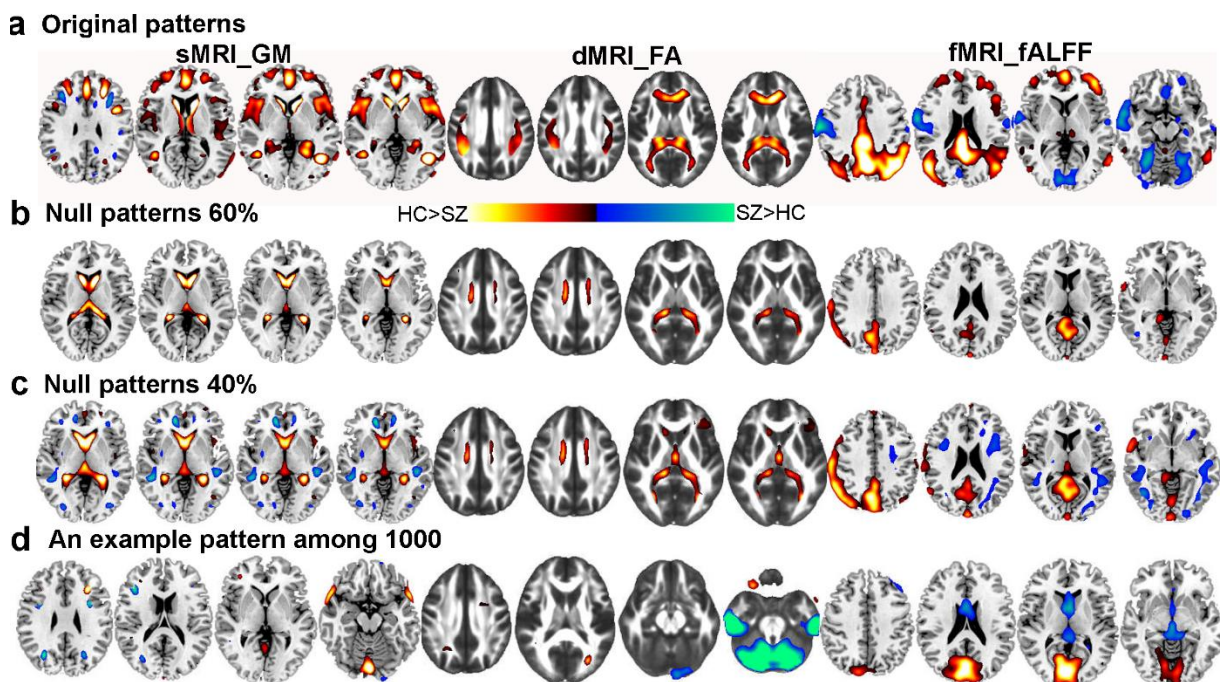 a Original patterns
sMRI_GM dMRI_FA fMRI_fALFF
b Null patterns 60%
HC>SZ SZ>HC
c Null patterns 40%
d An example pattern among 1000